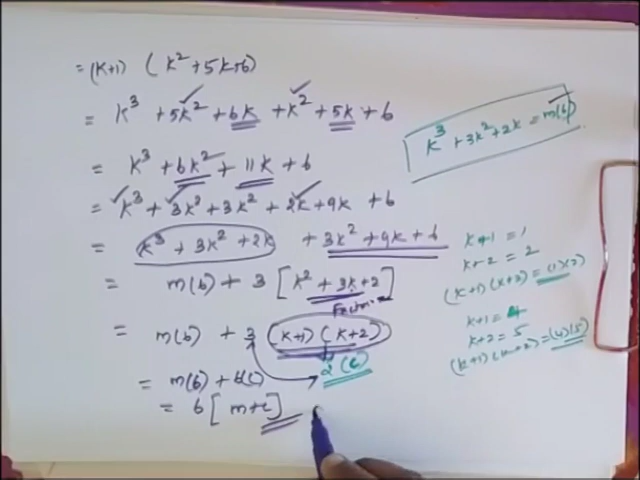 = (K+1) (K² + 5K+6)
= K³ + 5K² + 6K + K² + 5K + 6
= K³ + 6K² + 11K + 6
= K³ + 3K² + 3K² + 2K + 9K + 6
= K³ + 3K² + 2K + 3K² + 9K + 6
= m(6) + 3 [K² + 3K + 2]
= m(6) + 3 (K+1) (K+2)
2(c)
= m(6) + 6(c)
= 6 [m+c]
K³ + 3K² + 2K = m(6)
K+1 = 1
K+2 = 2
(K+1) (K+2) = (1)(2)
K+1 = 4
K+2 = 5
(K+1) (K+2) = (4)(5)